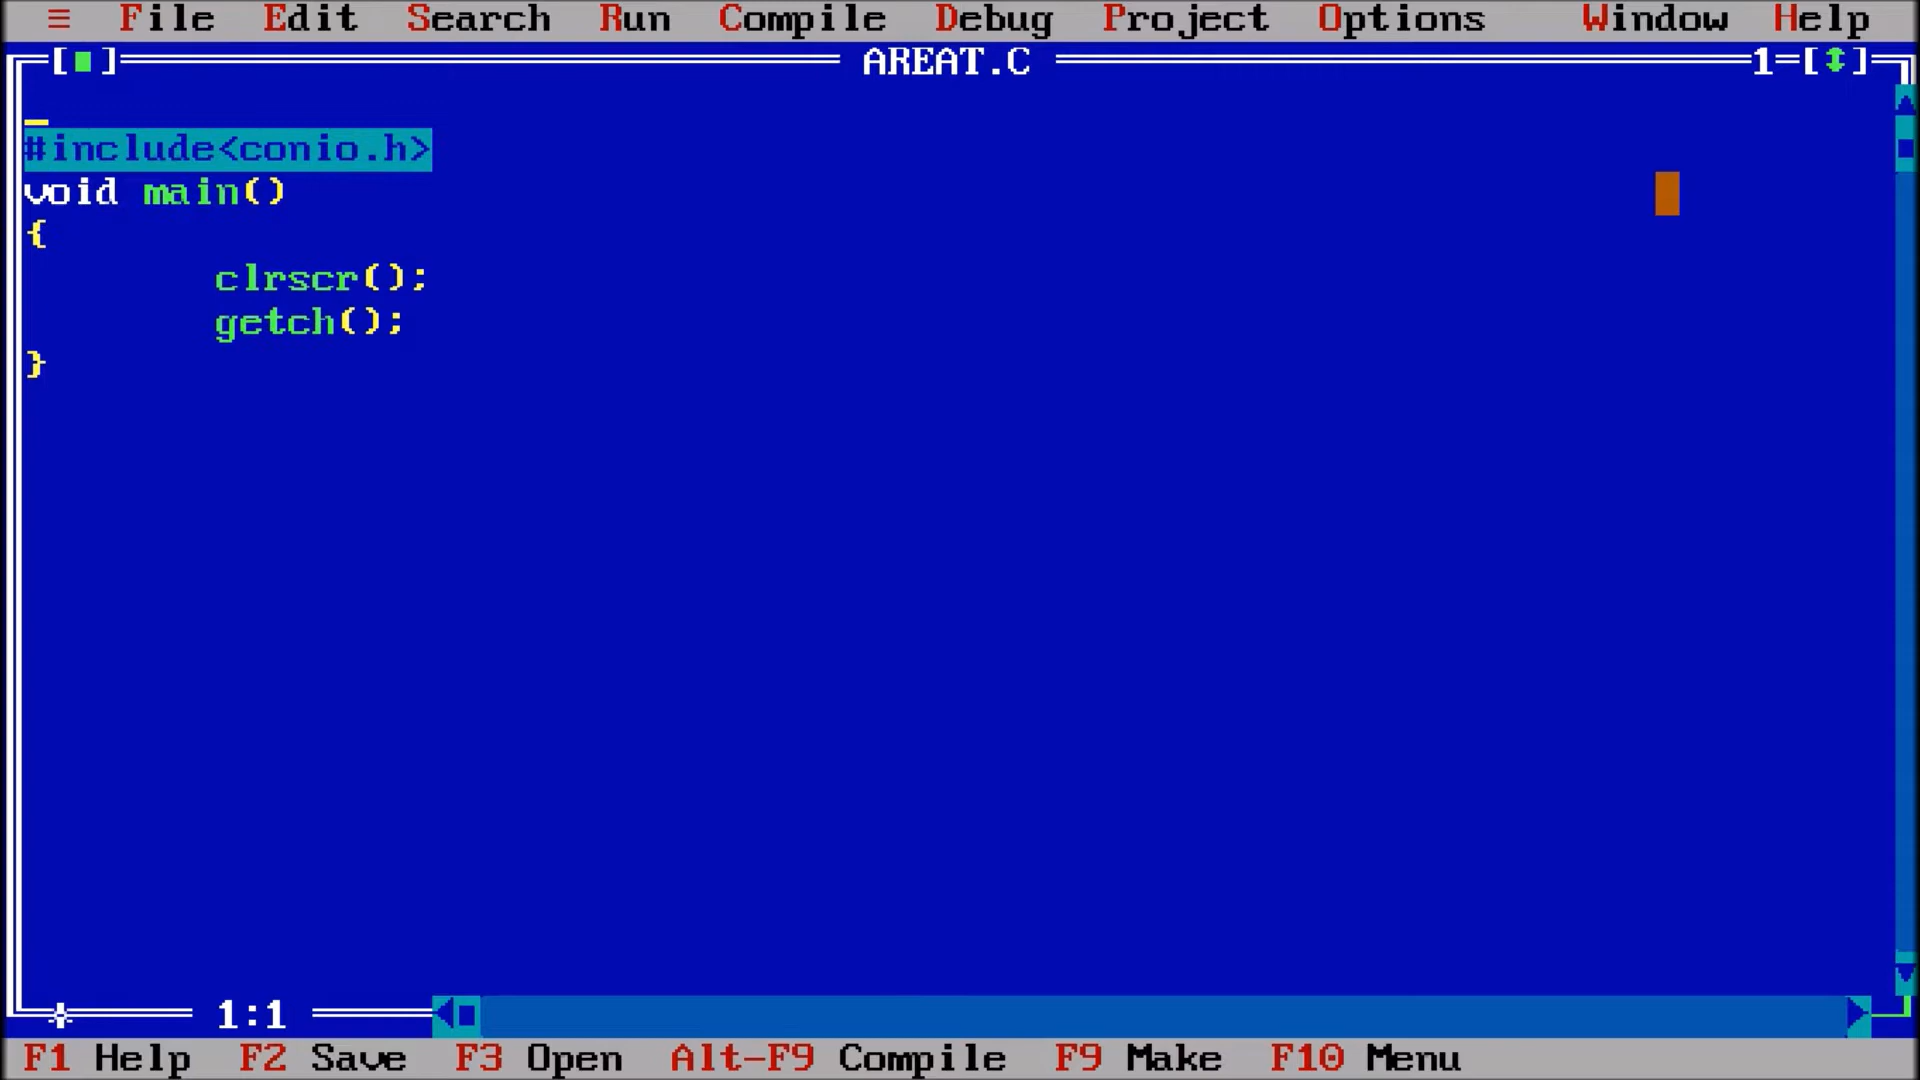 ≡ File Edit Search Run Compile Debug Project Options Window Help
[■] AREAT.C 1=[↕]
#include<conio.h>
void main()
{
clrscr();
getch();
}
* 1:1
F1 Help F2 Save F3 Open Alt-F9 Compile F9 Make F10 Menu